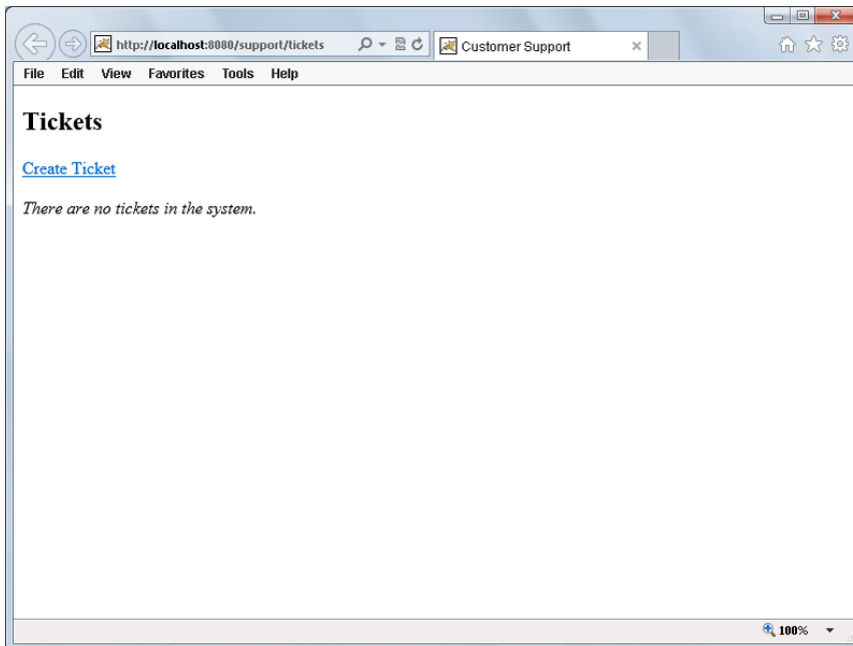 http://localhost:8080/support/tickets
Customer Support
File Edit View Favorites Tools Help
Tickets
Create Ticket
There are no tickets in the system.
100%